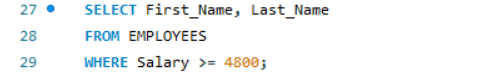 27 SELECT First_Name, Last_Name
28 FROM EMPLOYEES
29 WHERE Salary >= 4800;